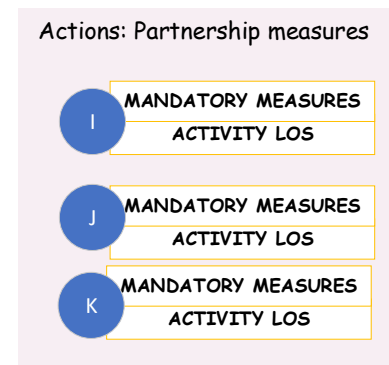 Actions: Partnership measures
I
MANDATORY MEASURES
ACTIVITY LOS
J
MANDATORY MEASURES
ACTIVITY LOS
K
MANDATORY MEASURES
ACTIVITY LOS